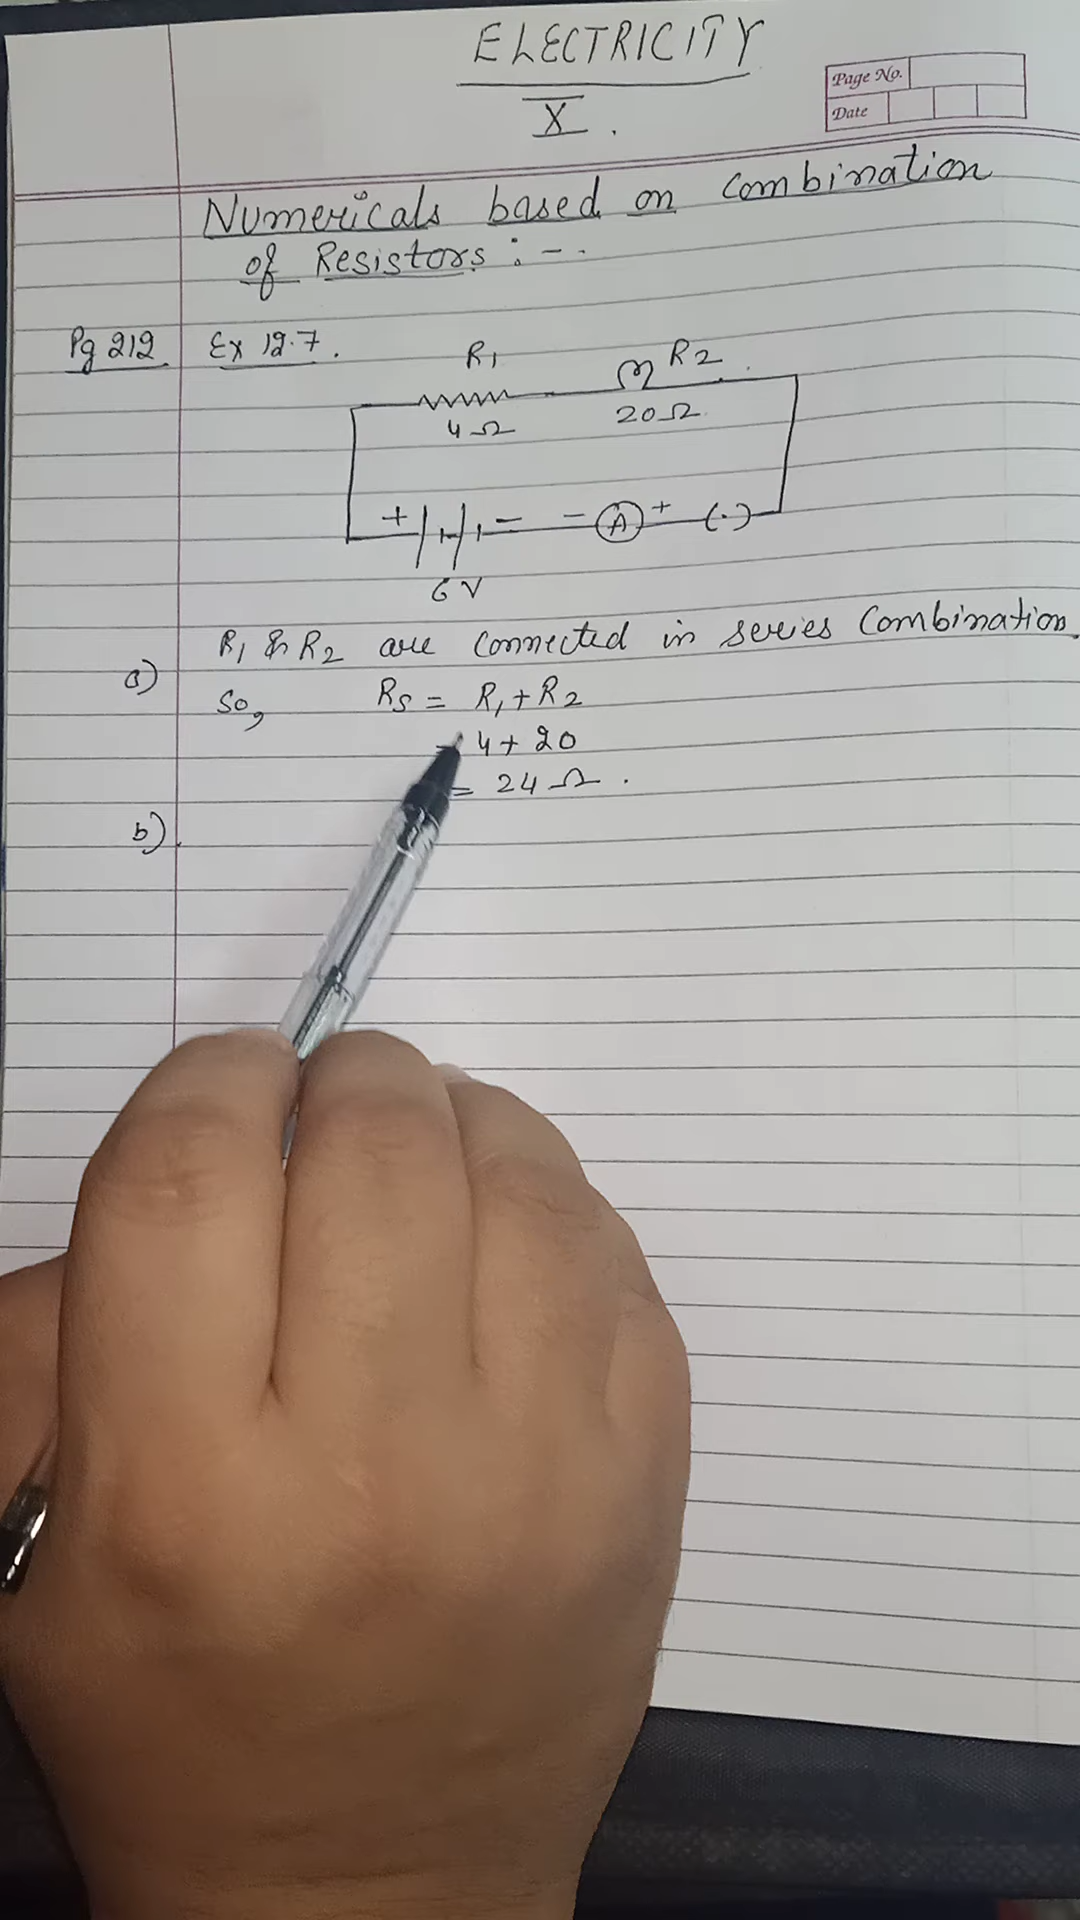 ELECTRICITY
X.
Page No.
Date
Numericals based on Combination
of Resistors :-
Pg 212 Ex 12.7.
R1 R2
4Ω 20Ω
+ - - A + (.)
6V
R1 & R2 are connected in series combination.
a)
So, RS = R1 + R2
= 4 + 20
= 24 Ω.
b)